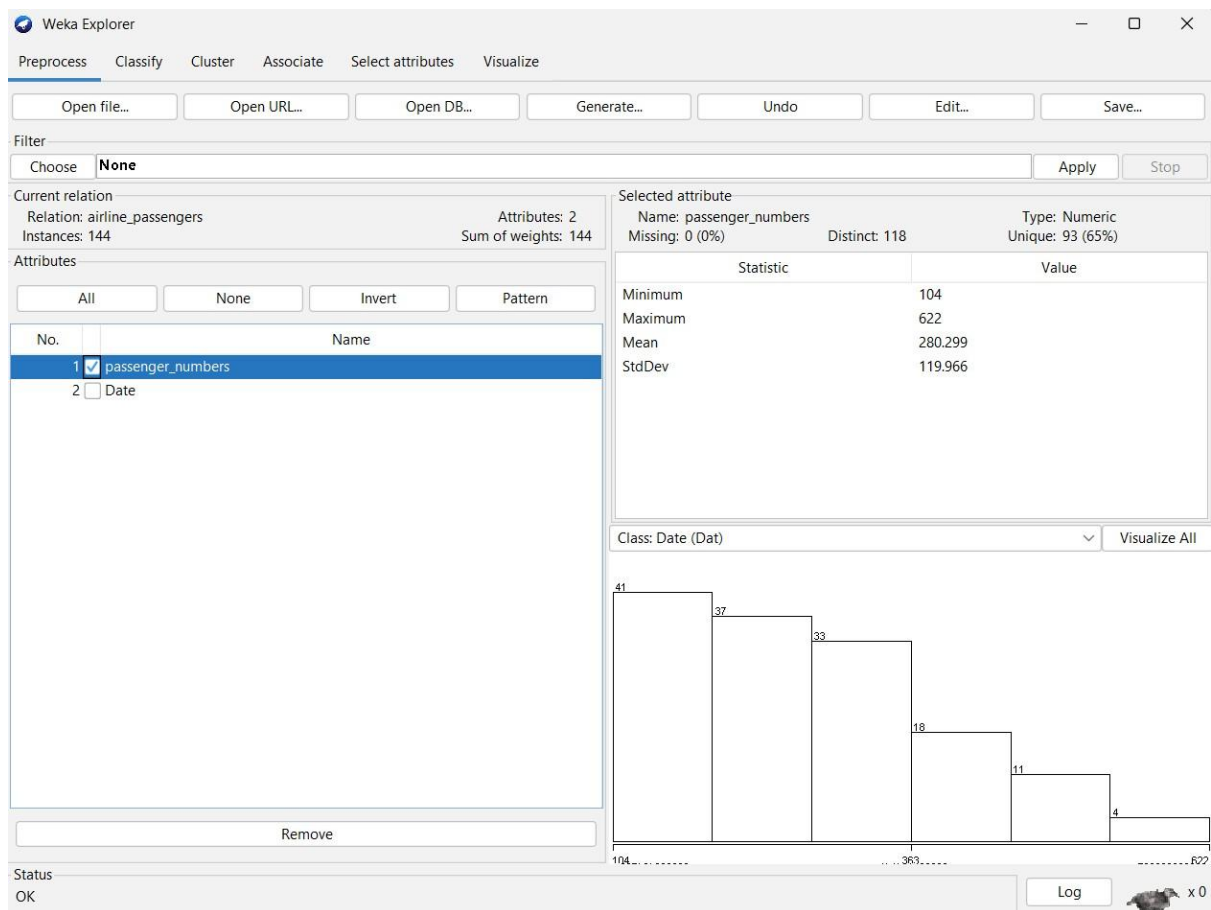 Weka Explorer
Preprocess Classify Cluster Associate Select attributes Visualize
Open file... Open URL... Open DB... Generate... Undo Edit... Save...
Filter
Choose None Apply Stop
Current relation
Relation: airline_passengers Attributes: 2
Instances: 144 Sum of weights: 144
Attributes
All None Invert Pattern
No. Name
1 passenger_numbers
2 Date
Remove
Selected attribute
Name: passenger_numbers Type: Numeric
Missing: 0 (0%) Distinct: 118 Unique: 93 (65%)
Statistic Value
Minimum 104
Maximum 622
Mean 280.299
StdDev 119.966
Class: Date (Dat) Visualize All
41
37
33
18
11
4
104 363 622
Status
OK
Log x 0